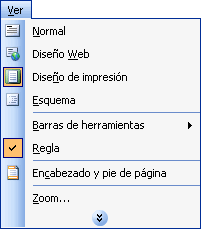 Ver
Normal
Diseño Web
Diseño de impresión
Esquema
Barras de herramientas
Regla
Encabezado y pie de página
Zoom...